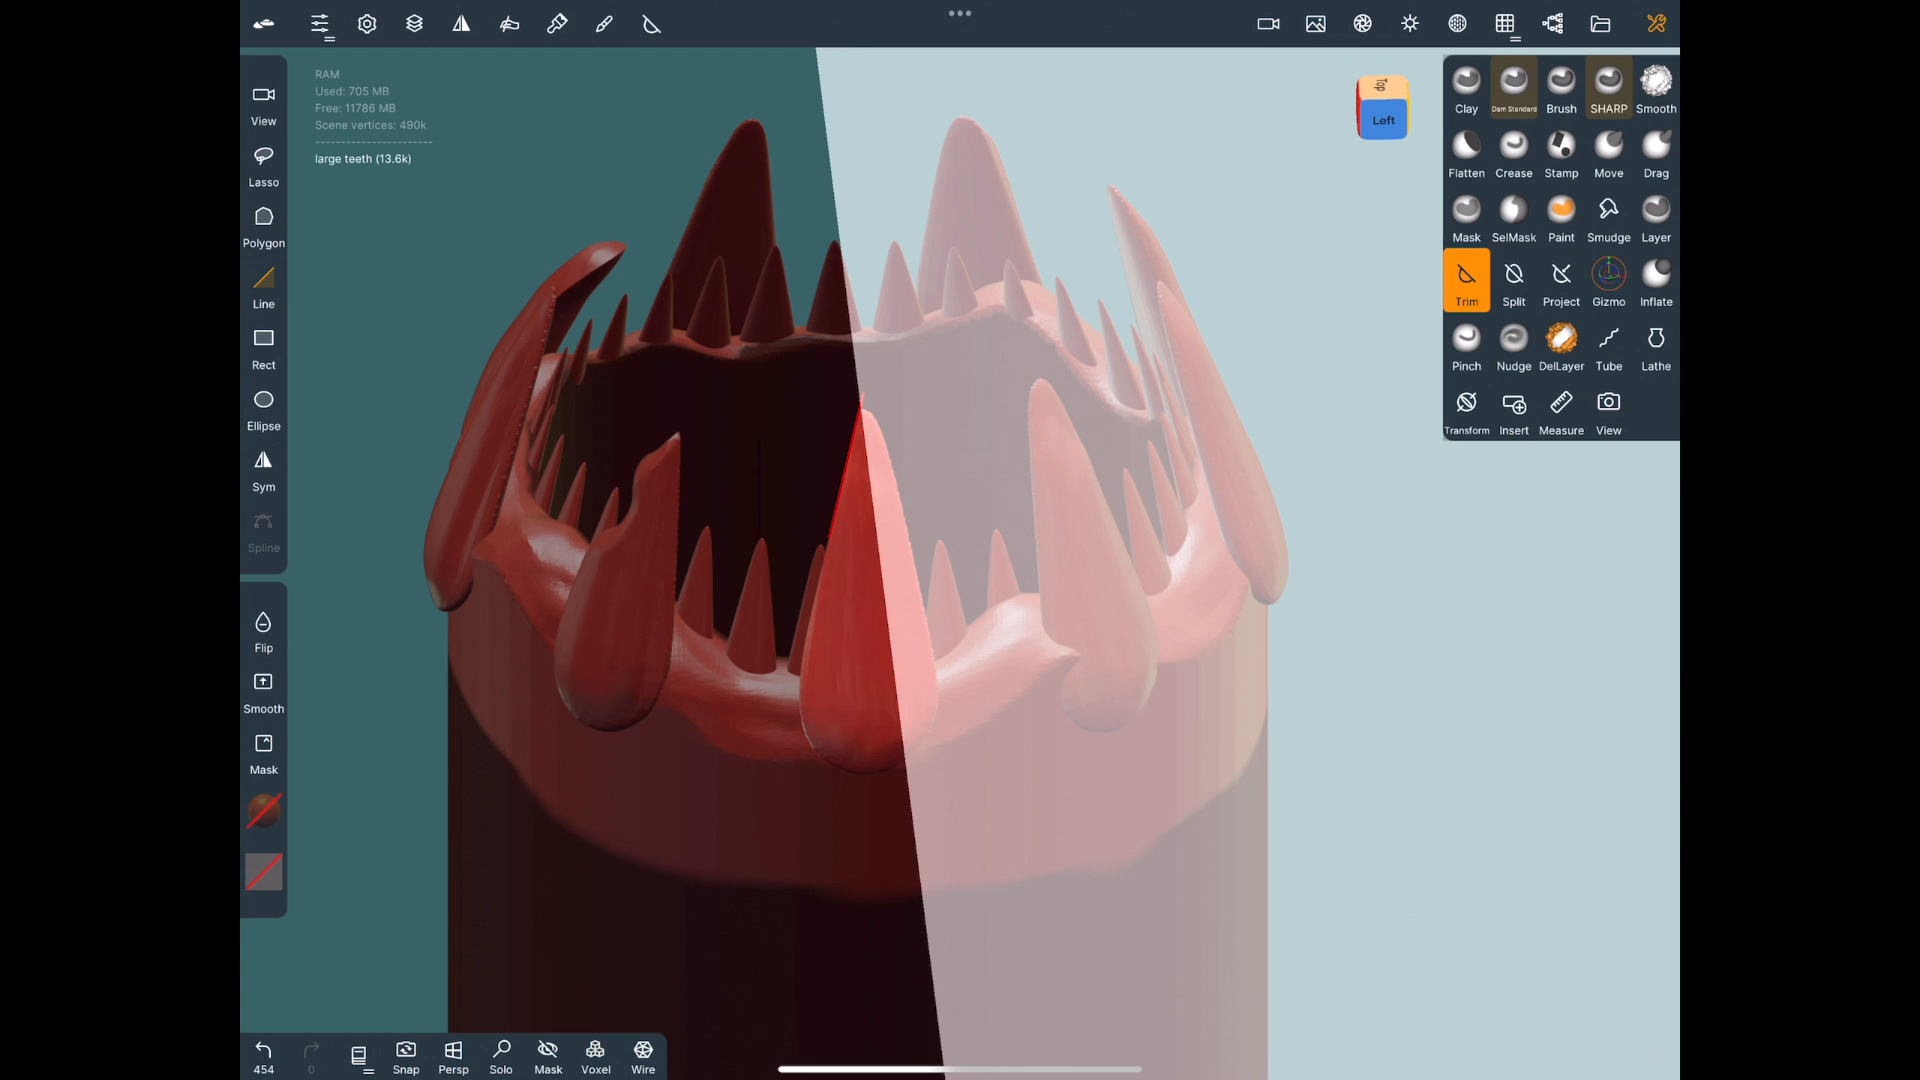 RAM
Used: 705 MB
Free: 11786 MB
Scene vertices: 490k
------------------------
large teeth (13.6k)
View
Lasso
Polygon
Line
Rect
Ellipse
Sym
Spline
Flip
Smooth
Mask
Top
Left
Clay Dam Standard Brush SHARP Smooth
Flatten Crease Stamp Move Drag
Mask SelMask Paint Smudge Layer
Trim Split Project Gizmo Inflate
Pinch Nudge DelLayer Tube Lathe
Transform Insert Measure View
454 0 Snap Persp Solo Mask Voxel Wire